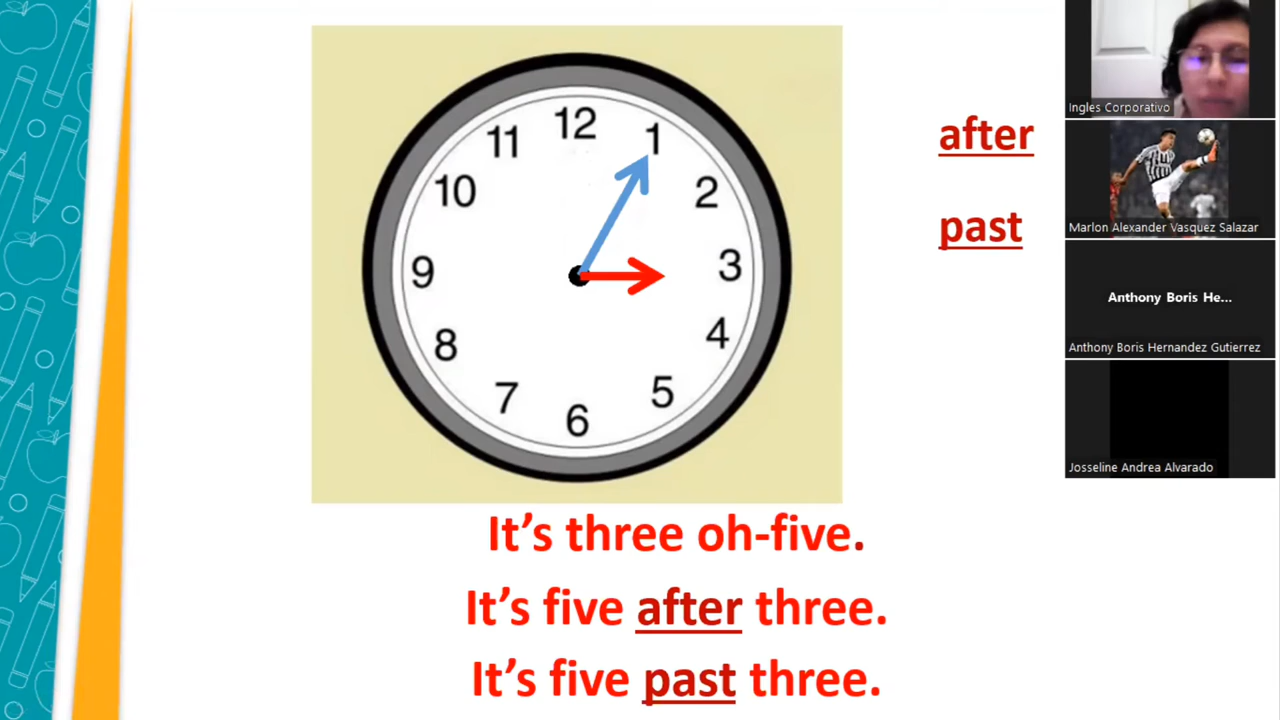 12
11
1
10
2
9
3
8
4
7
5
6
after
past
It's three oh-five.
It's five after three.
It's five past three.
Ingles Corporativo
Marlon Alexander Vasquez Salazar
Anthony Boris He...
Anthony Boris Hernandez Gutierrez
Josseline Andrea Alvarado